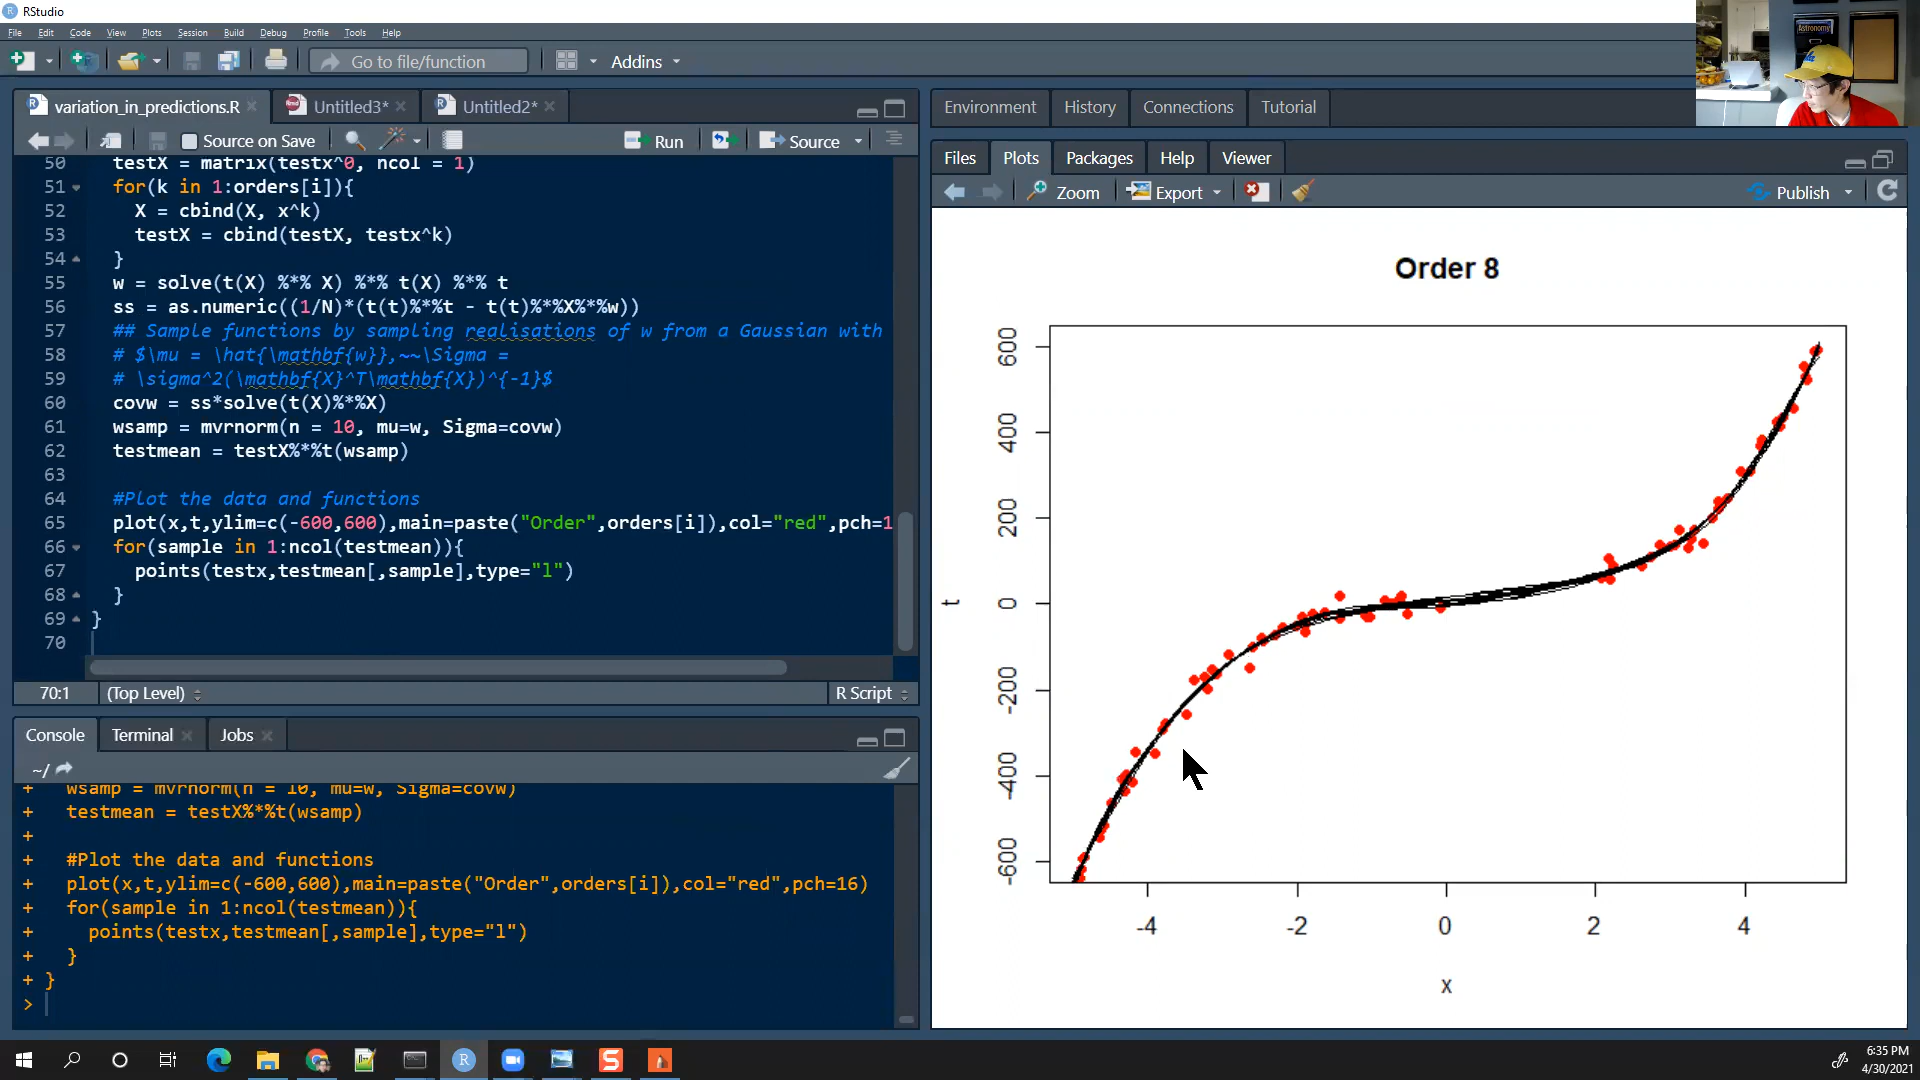 RStudio
File Edit Code View Plots Session Build Debug Profile Tools Help
Go to file/function Addins
variation_in_predictions.R Untitled3* Untitled2*
Source on Save Run Source
50 testX = matrix(testx^0, ncol = 1)
51 for(k in 1:orders[i]){
52 X = cbind(X, x^k)
53 testX = cbind(testX, testx^k)
54 }
55 w = solve(t(X) %*% X) %*% t(X) %*% t
56 ss = as.numeric((1/N)*(t(t)%*%t - t(t)%*%X%*%w))
57 ## Sample functions by sampling realisations of w from a Gaussian with
58 # $\mu = \hat{\mathbf{w}},~~\Sigma =
59 # \sigma^2(\mathbf{X}^T\mathbf{X})^{-1}$
60 covw = ss*solve(t(X)%*%X)
61 wsamp = mvrnorm(n = 10, mu=w, Sigma=covw)
62 testmean = testX%*%t(wsamp)
63
64 #Plot the data and functions
65 plot(x,t,ylim=c(-600,600),main=paste("Order",orders[i]),col="red",pch=1
66 for(sample in 1:ncol(testmean)){
67 points(testx,testmean[,sample],type="l")
68 }
69 }
70
70:1 (Top Level) R Script
Console Terminal Jobs
~/
+ wsamp = mvrnorm(n = 10, mu=w, Sigma=covw)
+ testmean = testX%*%t(wsamp)
+
+ #Plot the data and functions
+ plot(x,t,ylim=c(-600,600),main=paste("Order",orders[i]),col="red",pch=16)
+ for(sample in 1:ncol(testmean)){
+ points(testx,testmean[,sample],type="l")
+ }
+ }
>
Environment History Connections Tutorial
Files Plots Packages Help Viewer
Zoom Export Publish
Order 8
600
400
200
0
-200
-400
-600
t
-4 -2 0 2 4
x
Astronomy
6:35 PM
4/30/2021